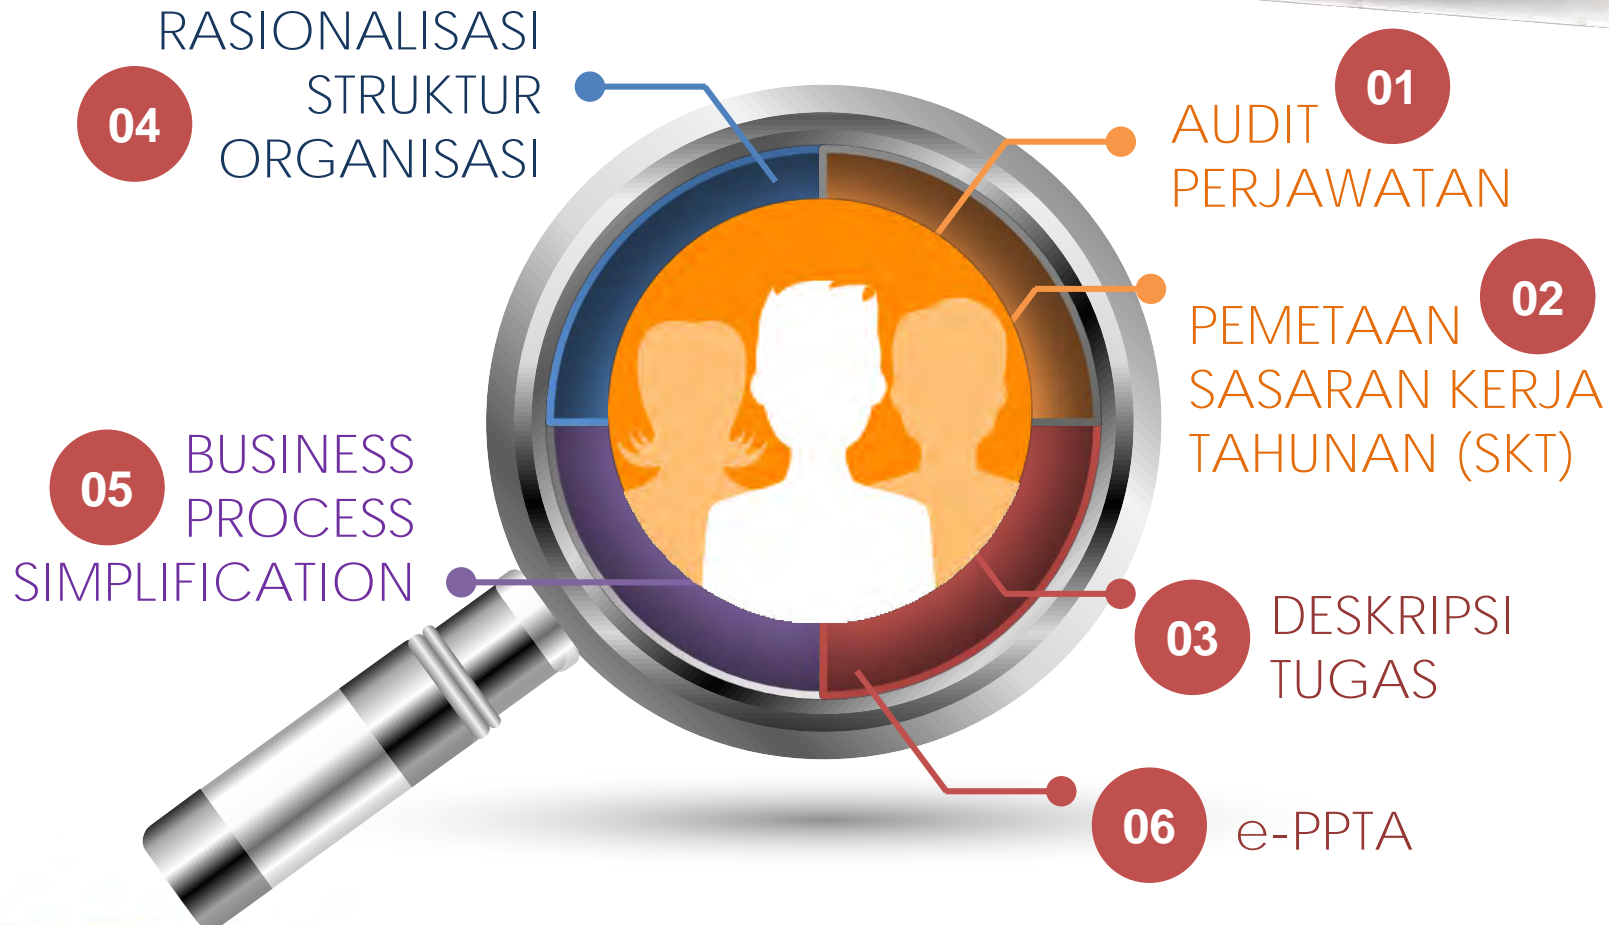 01
AUDIT
PERJAWATAN
02
PEMETAAN
SASARAN KERJA
TAHUNAN (SKT)
03
DESKRIPSI
TUGAS
04
RASIONALISASI
STRUKTUR
ORGANISASI
05
BUSINESS
PROCESS
SIMPLIFICATION
06
e-PPTA